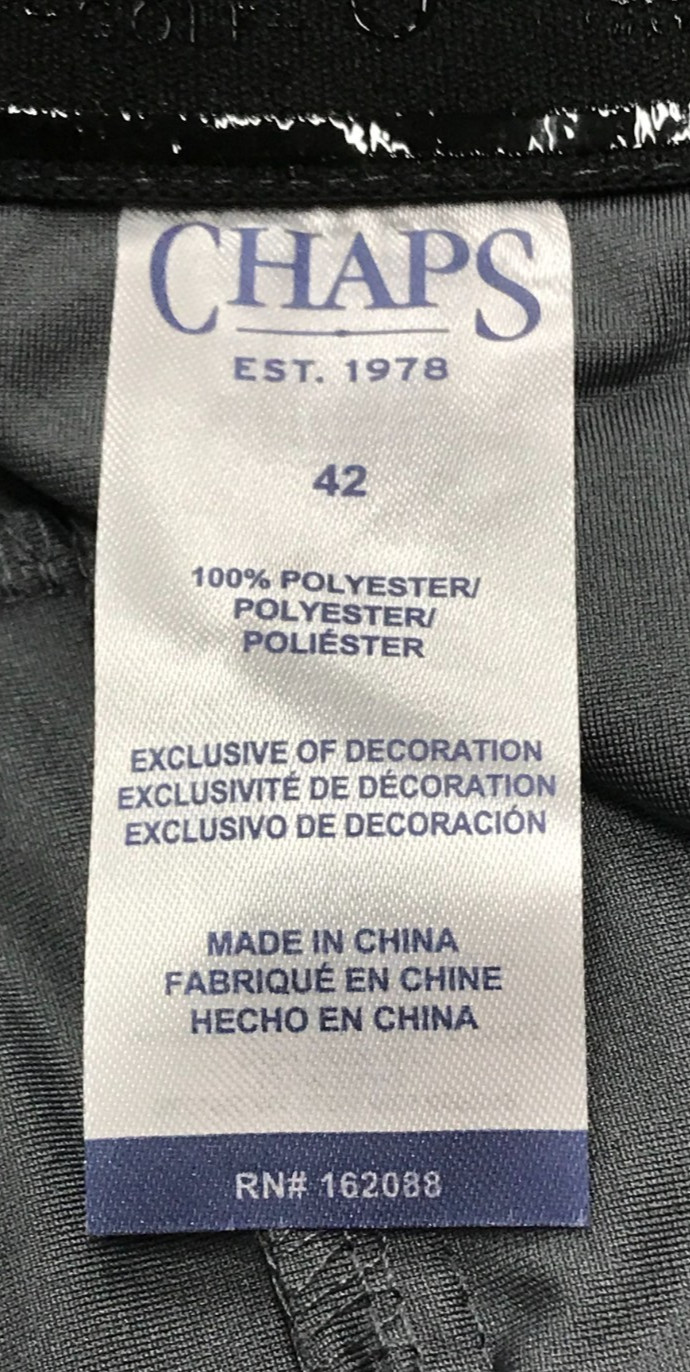 CHAPS
EST. 1978
42
100% POLYESTER/
POLYESTER/
POLIÉSTER
EXCLUSIVE OF DECORATION
EXCLUSIVITÉ DE DÉCORATION
EXCLUSIVO DE DECORACIÓN
MADE IN CHINA
FABRIQUÉ EN CHINE
HECHO EN CHINA
RN# 162088